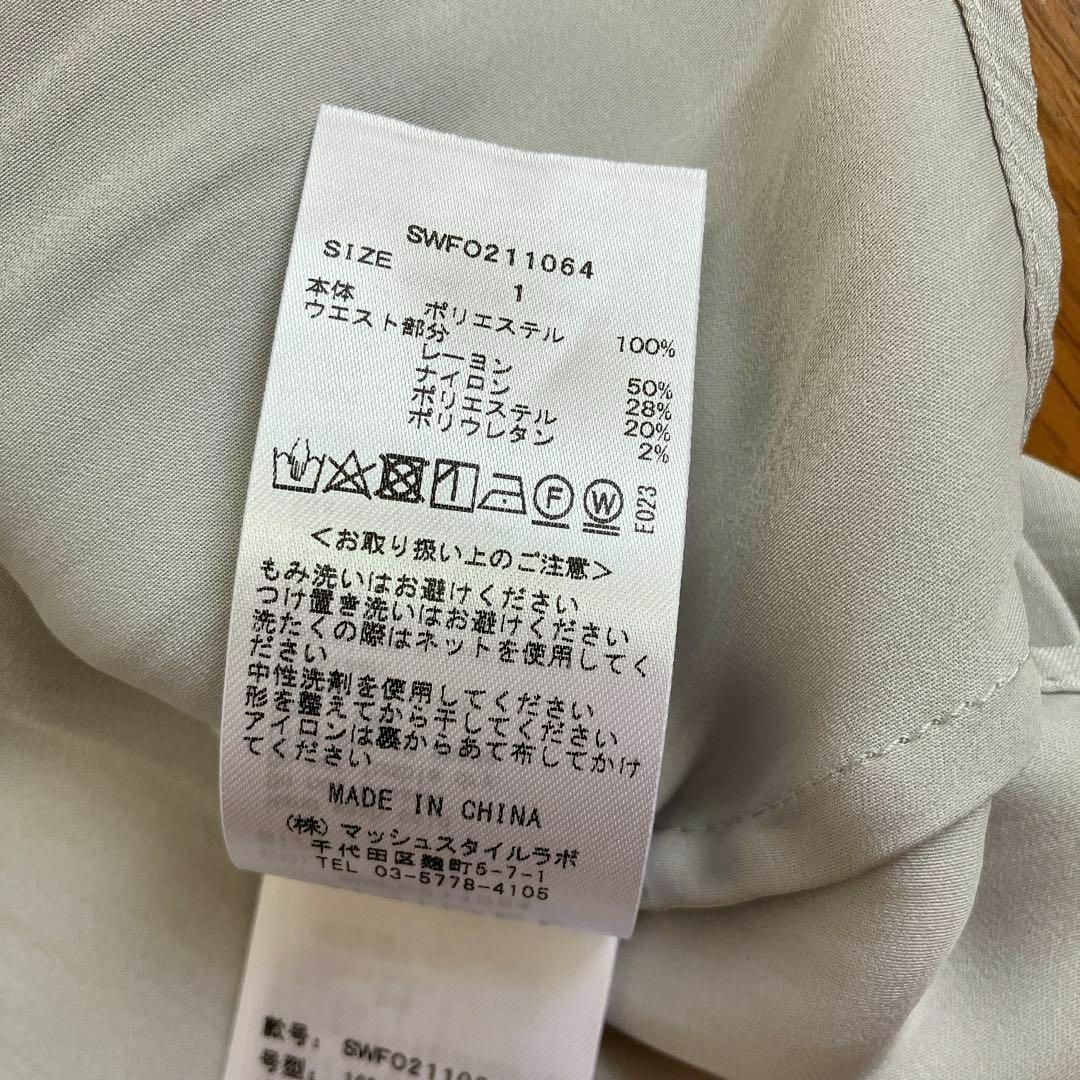 SWFO211064
SIZE 1
本体 ポリエステル 100%
ウエスト部分
レーヨン 50%
ナイロン 28%
ポリエステル 20%
ポリウレタン 2%
F W E023
<お取り扱い上のご注意>
もみ洗いはお避けください
つけ置き洗いはお避けください
洗たくの際はネットを使用してく
ださい
中性洗剤を使用してください
形を整えてから干してください
アイロンは裏からあて布してかけ
てください
MADE IN CHINA
(株)マッシュスタイルラボ
千代田区麹町5-7-1
TEL 03-5778-4105
款号: SWFO2110
号型: